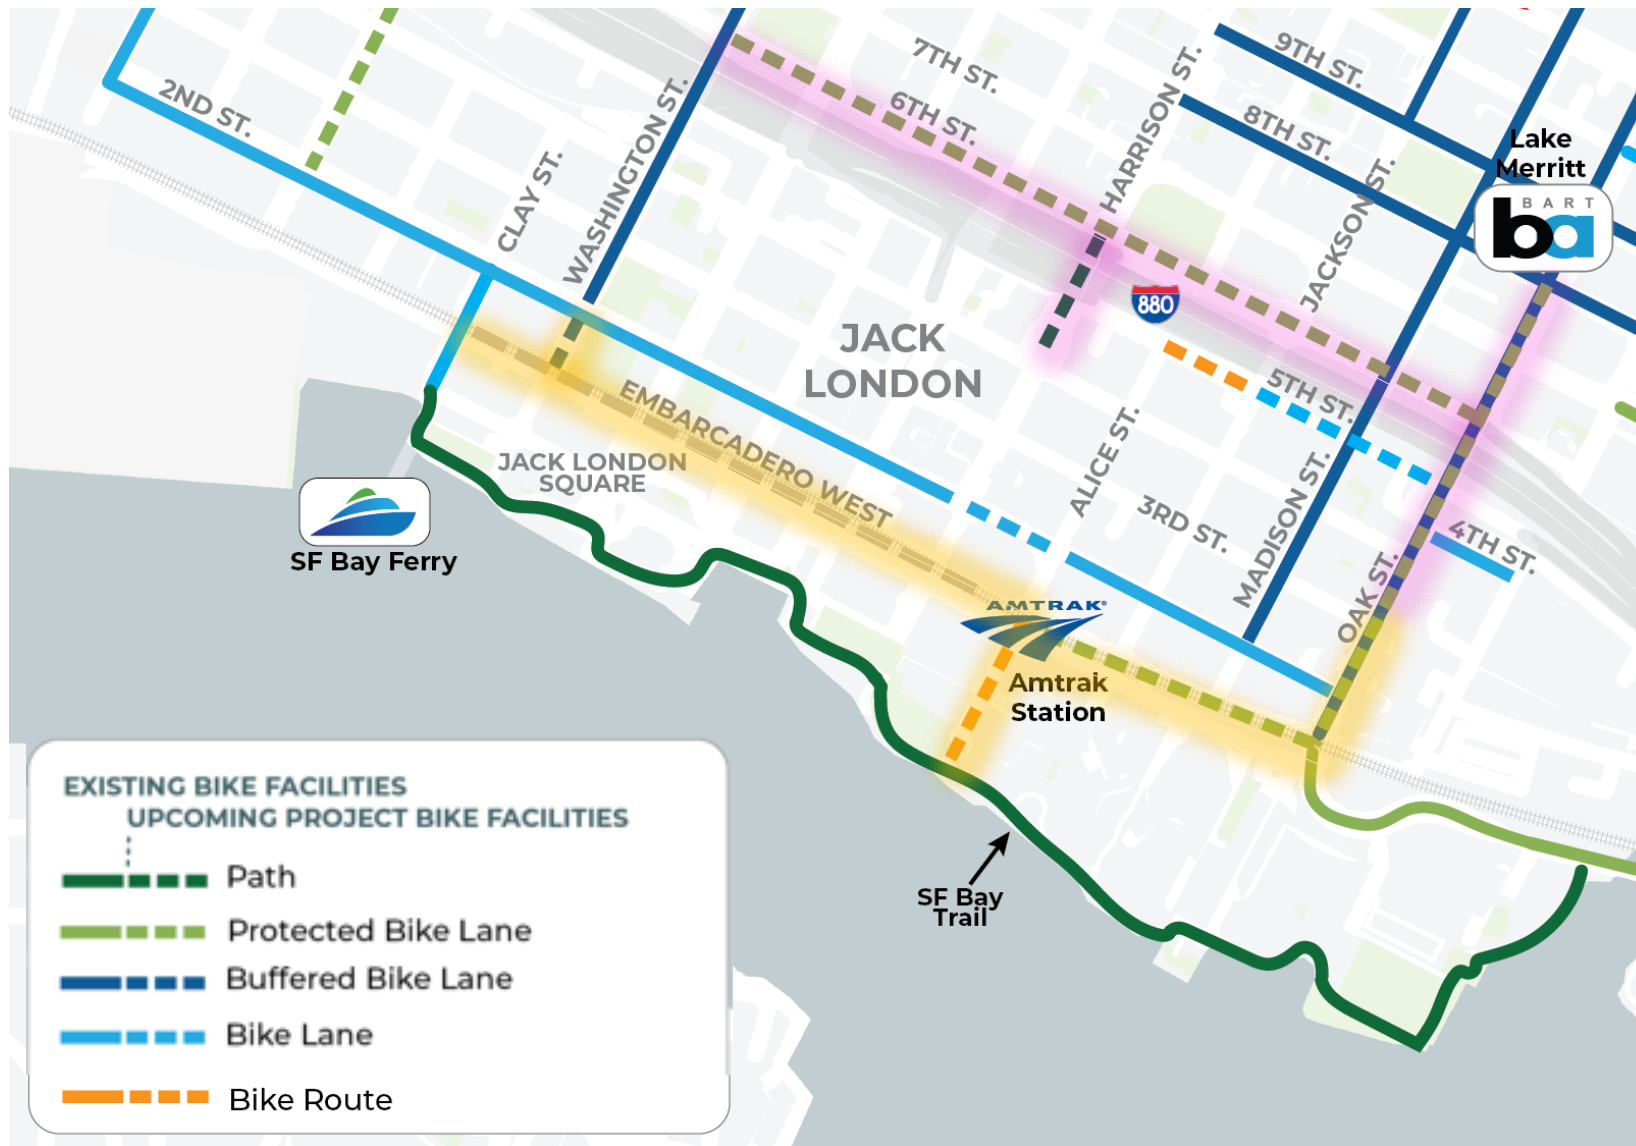 2ND ST.
CLAY ST.
WASHINGTON ST.
7TH ST.
6TH ST.
HARRISON ST.
9TH ST.
8TH ST.
JACKSON ST.
Lake
Merritt
BART
ba
880
JACK
LONDON
5TH ST.
EMBARCADERO WEST
JACK LONDON
SQUARE
ALICE ST.
3RD ST.
MADISON ST.
4TH ST.
OAK ST.
SF Bay Ferry
AMTRAK®
Amtrak
Station
SF Bay
Trail
EXISTING BIKE FACILITIES
UPCOMING PROJECT BIKE FACILITIES
Path
Protected Bike Lane
Buffered Bike Lane
Bike Lane
Bike Route